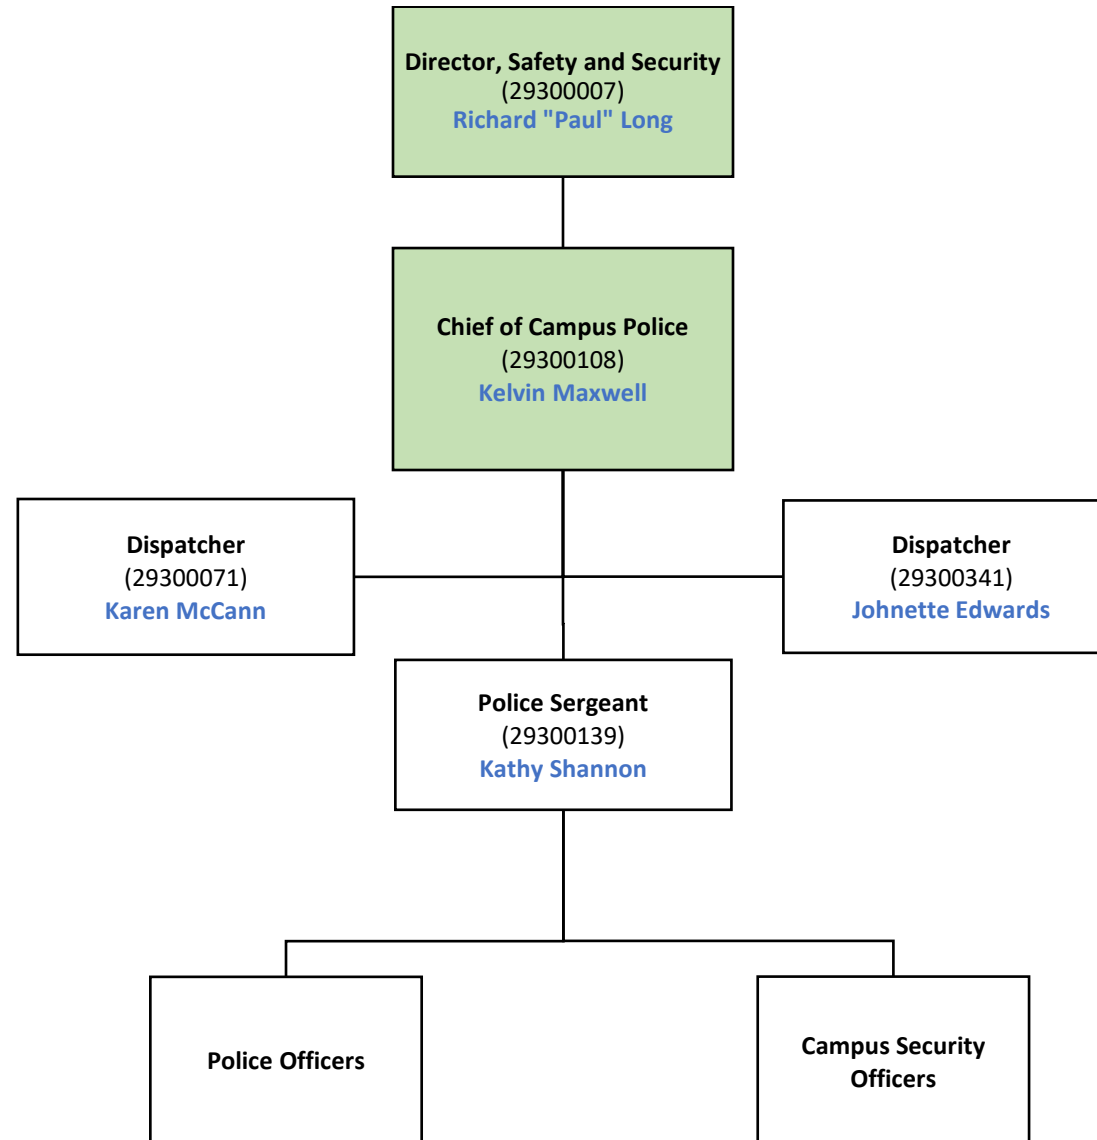 Director, Safety and Security
(29300007)
Richard "Paul" Long
Chief of Campus Police
(29300108)
Kelvin Maxwell
Dispatcher
(29300071)
Karen McCann
Dispatcher
(29300341)
Johnette Edwards
Police Sergeant
(29300139)
Kathy Shannon
Police Officers
Campus Security
Officers